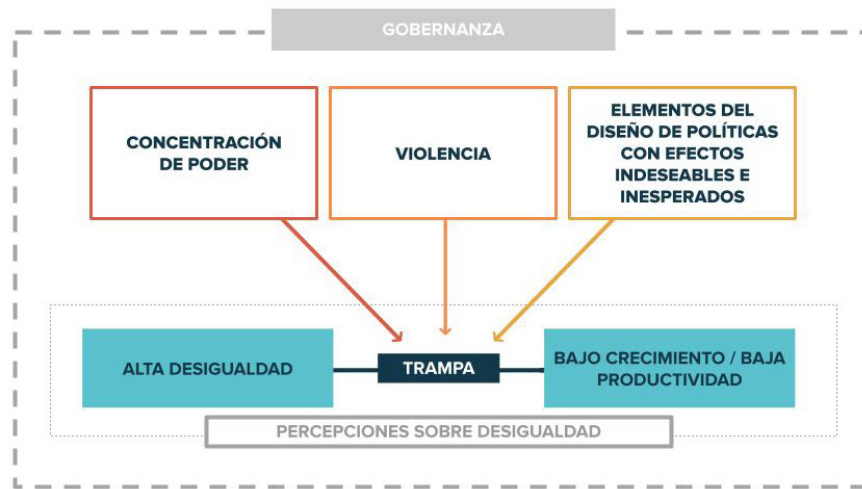 GOBERNANZA
CONCENTRACIÓN
DE PODER
VIOLENCIA
ELEMENTOS DEL
DISEÑO DE POLÍTICAS
CON EFECTOS
INDESEABLES E
INESPERADOS
ALTA DESIGUALDAD
TRAMPA
BAJO CRECIMIENTO / BAJA
PRODUCTIVIDAD
PERCEPCIONES SOBRE DESIGUALDAD